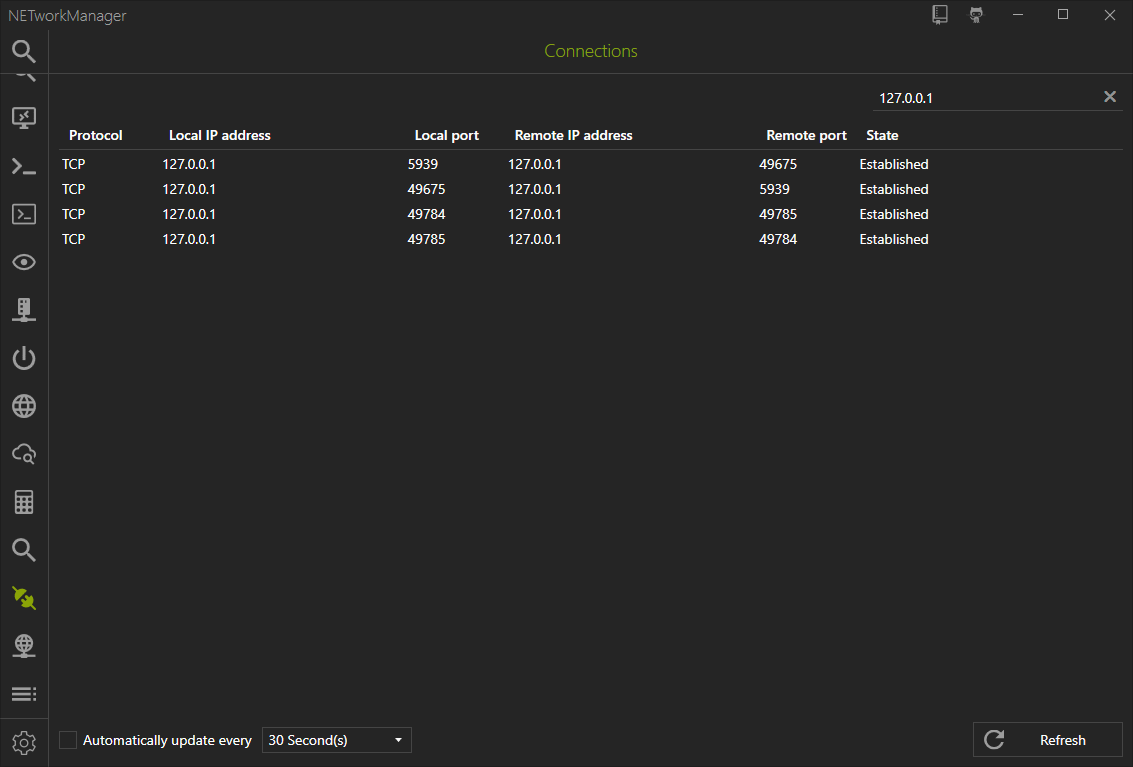 NETworkManager
Connections
127.0.0.1
Protocol Local IP address Local port Remote IP address Remote port State
TCP 127.0.0.1 5939 127.0.0.1 49675 Established
TCP 127.0.0.1 49675 127.0.0.1 5939 Established
TCP 127.0.0.1 49784 127.0.0.1 49785 Established
TCP 127.0.0.1 49785 127.0.0.1 49784 Established
Automatically update every 30 Second(s) Refresh